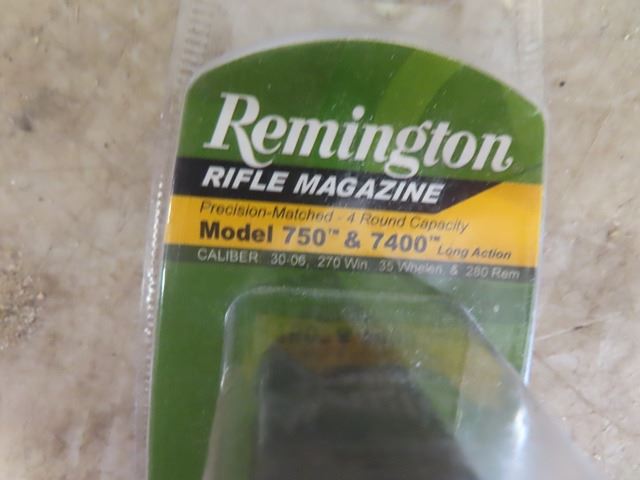 Remington
RIFLE MAGAZINE
Precision-Matched - 4 Round Capacity
Model 750™ & 7400™ Long Action
CALIBER 30-06, 270 Win, 35 Whelen, & 280 Rem